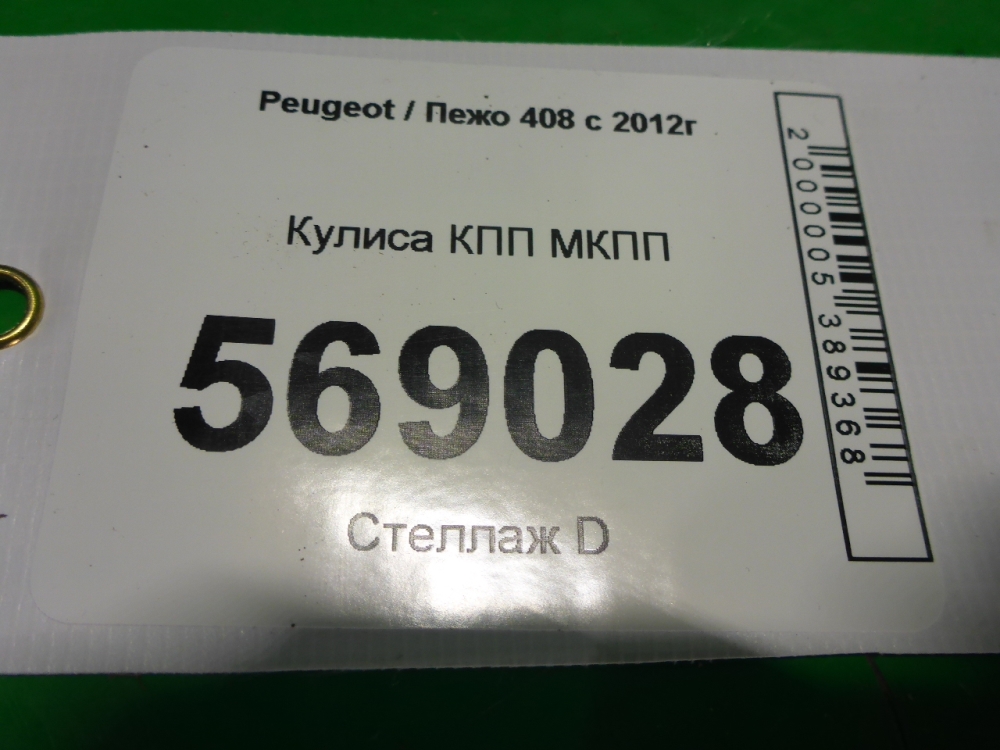 Peugeot / Пежо 408 с 2012г
Кулиса КПП МКПП
569028
Стеллаж D
2000005389368